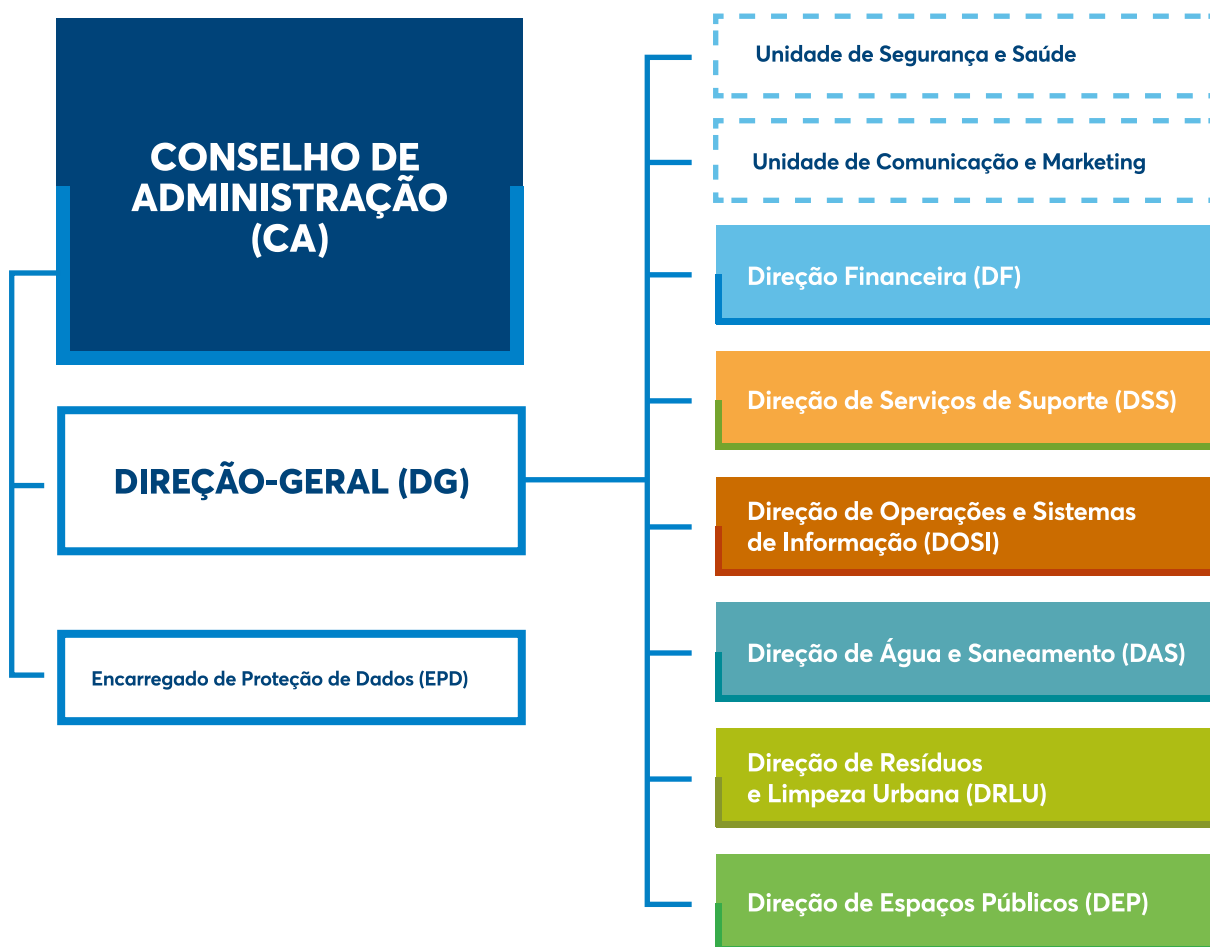 CONSELHO DE
ADMINISTRAÇÃO
(CA)
DIREÇÃO-GERAL (DG)
Encarregado de Proteção de Dados (EPD)
Unidade de Segurança e Saúde
Unidade de Comunicação e Marketing
Direção Financeira (DF)
Direção de Serviços de Suporte (DSS)
Direção de Operações e Sistemas
de Informação (DOSI)
Direção de Água e Saneamento (DAS)
Direção de Resíduos
e Limpeza Urbana (DRLU)
Direção de Espaços Públicos (DEP)